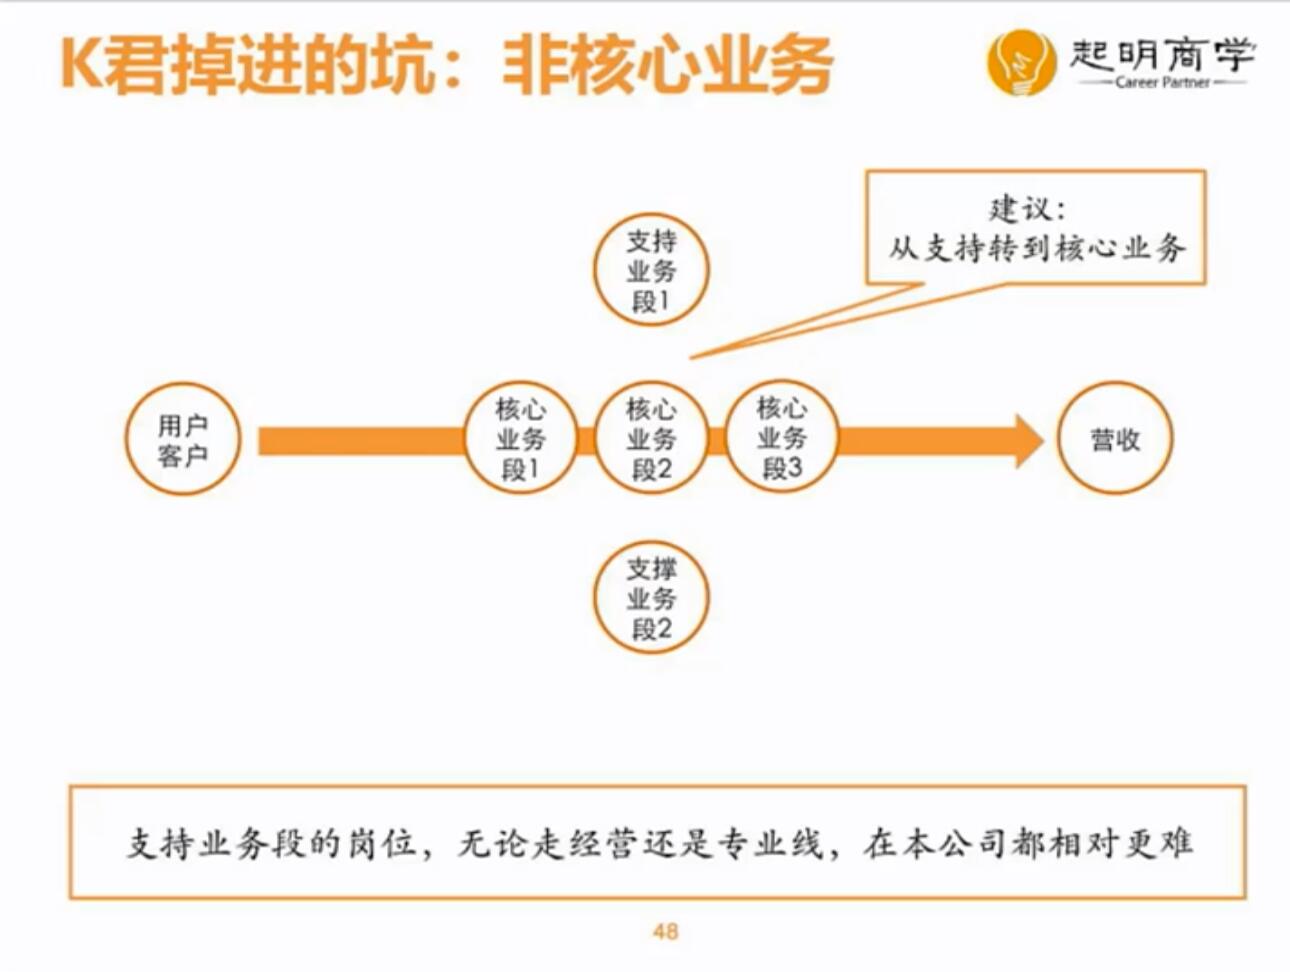 K君掉进的坑：非核心业务
起明商学
Career Partner
建议：
从支持转到核心业务
支持
业务
段1
用户
客户
核心
业务
段1
核心
业务
段2
核心
业务
段3
营收
支撑
业务
段2
支持业务段的岗位，无论走经营还是专业线，在本公司都相对更难
48